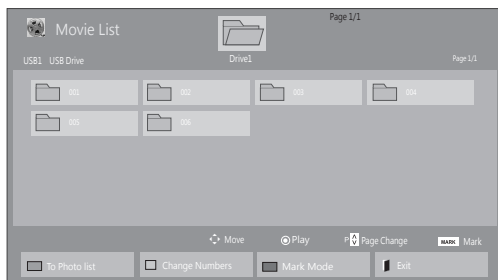 Page 1/1
Movie List
USB1 USB Drive
Drive1
Page 1/1
001 002 003 004
005 006
Move Play P Page Change MARK Mark
To Photo list Change Numbers Mark Mode Exit